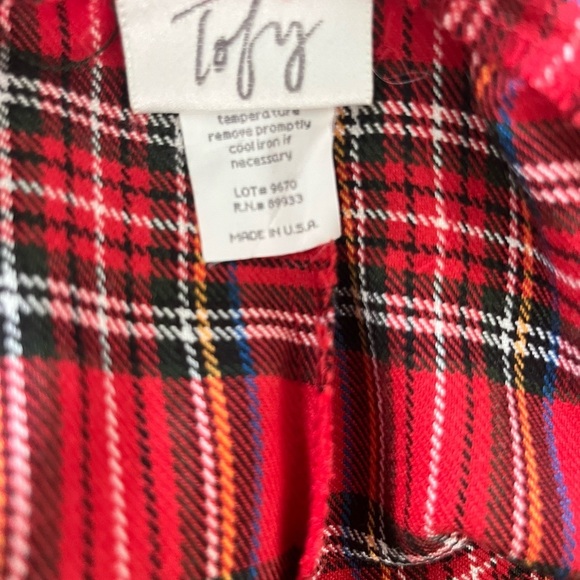 Tofy
temperature
remove promptly
cool iron if
necessary
LOT# 9670
R.N.# 89933
MADE IN U.S.A.